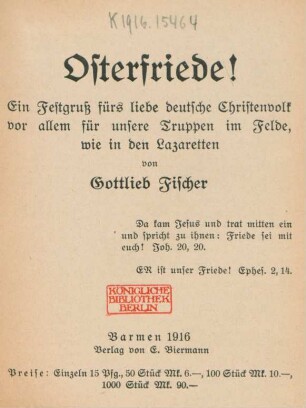 K 1916.15464
Osterfriede!
Ein Festgruß fürs liebe deutsche Christenvolk
vor allem für unsere Truppen im Felde,
wie in den Lazaretten
von
Gottlieb Fischer
Da kam Jesus und trat mitten ein
und spricht zu ihnen: Friede sei mit
euch! Joh. 20, 20.
ER ist unser Friede! Ephes. 2, 14.
KÖNIGLICHE
BIBLIOTHEK
BERLIN
Barmen 1916
Verlag von E. Biermann
Preise: Einzeln 15 Pfg., 50 Stück Mk. 6.—, 100 Stück Mk. 10.—,
1000 Stück Mk. 90.—